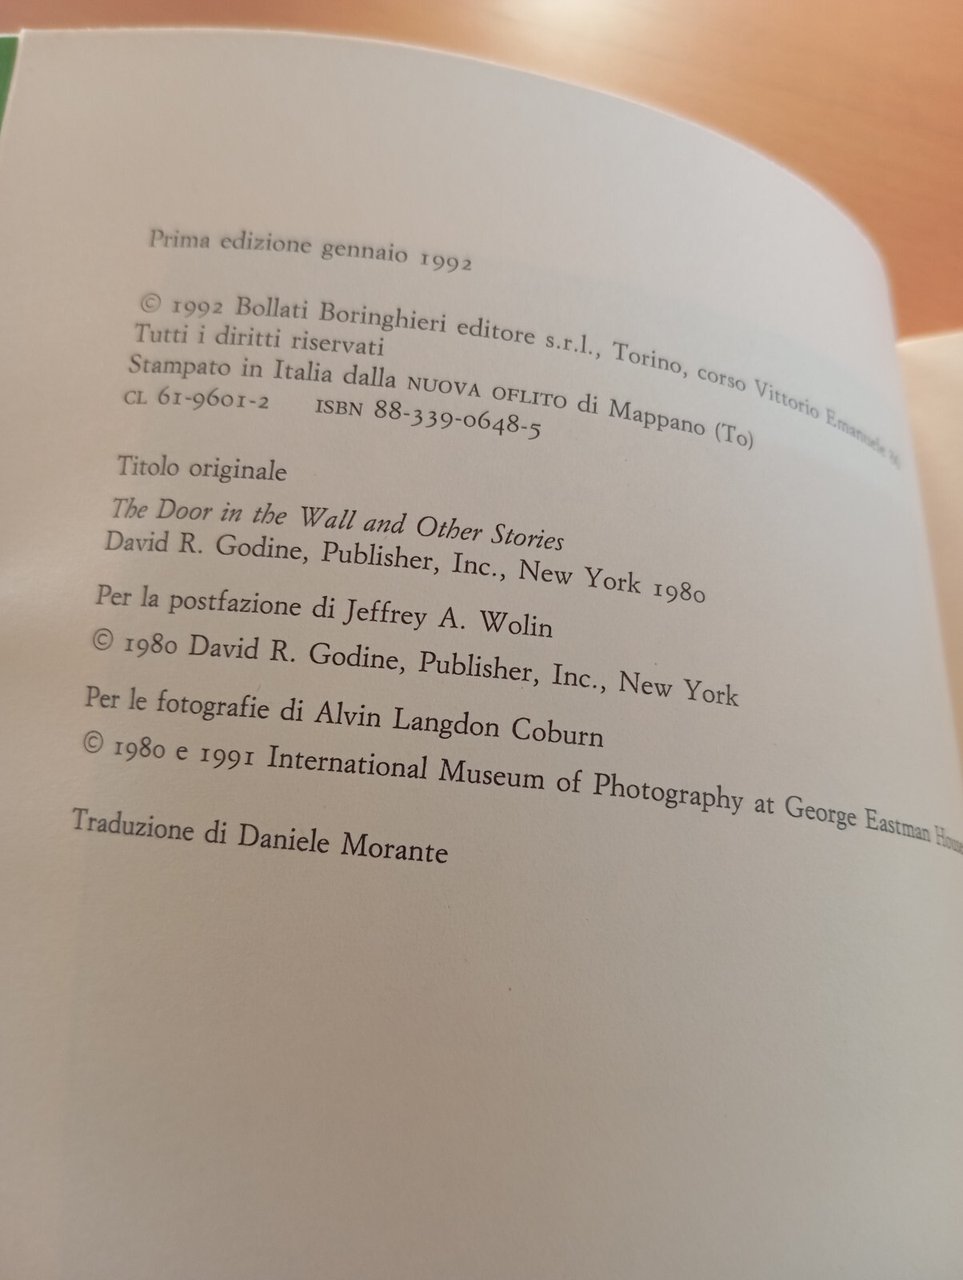 Prima edizione gennaio 1992
© 1992 Bollati Boringhieri editore s.r.l., Torino, corso Vittorio Emanuele
Tutti i diritti riservati
Stampato in Italia dalla NUOVA OFLITO di Mappano (To)
CL 61-9601-2 ISBN 88-339-0648-5
Titolo originale
The Door in the Wall and Other Stories
David R. Godine, Publisher, Inc., New York 1980
Per la postfazione di Jeffrey A. Wolin
© 1980 David R. Godine, Publisher, Inc., New York
Per le fotografie di Alvin Langdon Coburn
© 1980 e 1991 International Museum of Photography at George Eastman House
Traduzione di Daniele Morante